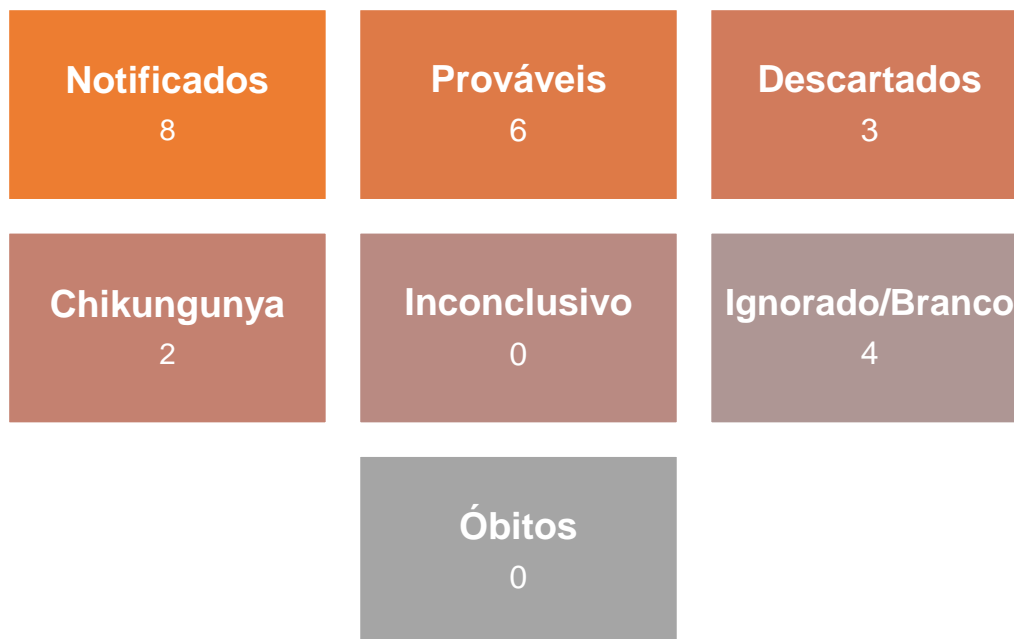 Notificados
8
Prováveis
6
Descartados
3
Chikungunya
2
Inconclusivo
0
Ignorado/Branco
4
Óbitos
0